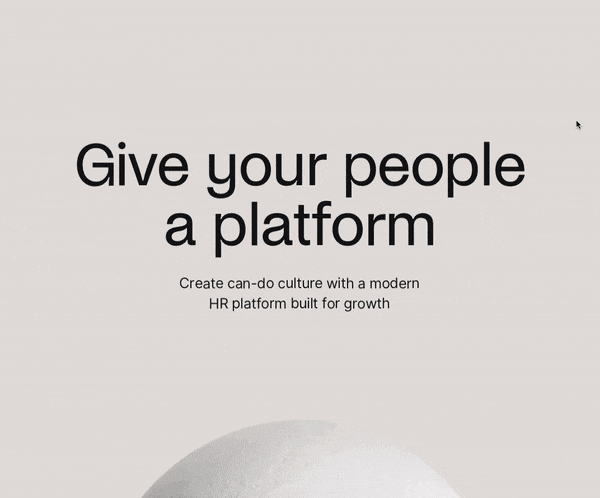 Give your people
a platform
Create can-do culture with a modern
HR platform built for growth